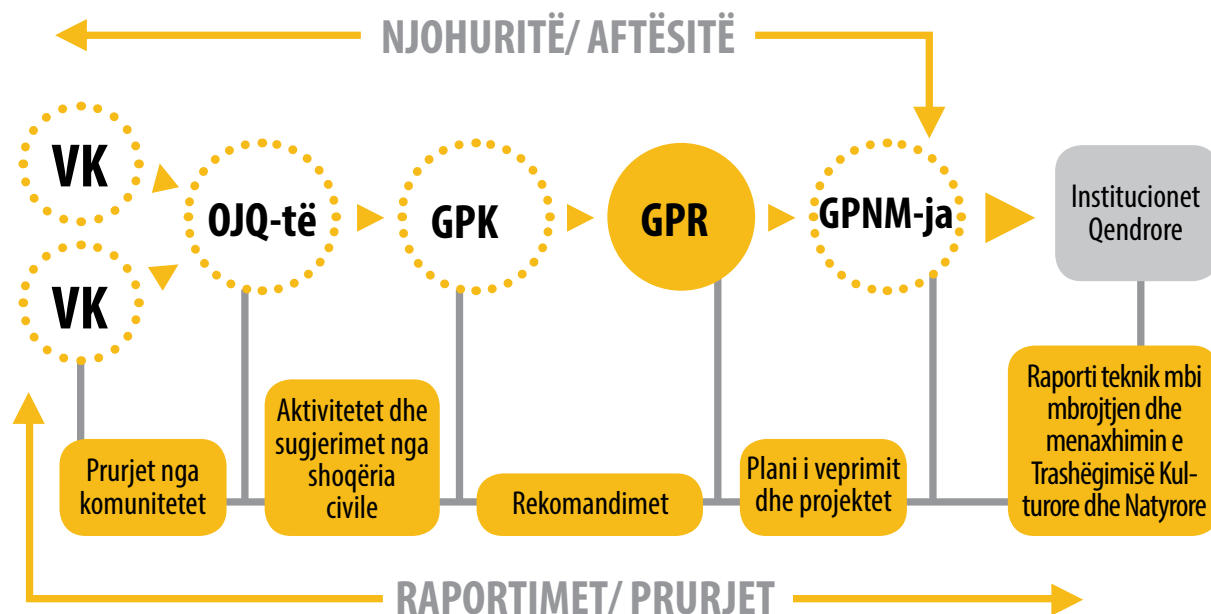 NJOHURITË/ AFTËSITË
VK
VK
OJQ-të
GPK
GPR
GPNM-ja
Institucionet
Qendrore
Prurjet nga
komunitetet
Aktivitetet dhe
sugjerimet nga
shoqëria
civile
Rekomandimet
Plani i veprimit
dhe projektet
Raporti teknik mbi
mbrojtjen dhe
menaxhimin e
Trashëgimisë Kul-
turore dhe Natyrore
RAPORTIMET/ PRURJET